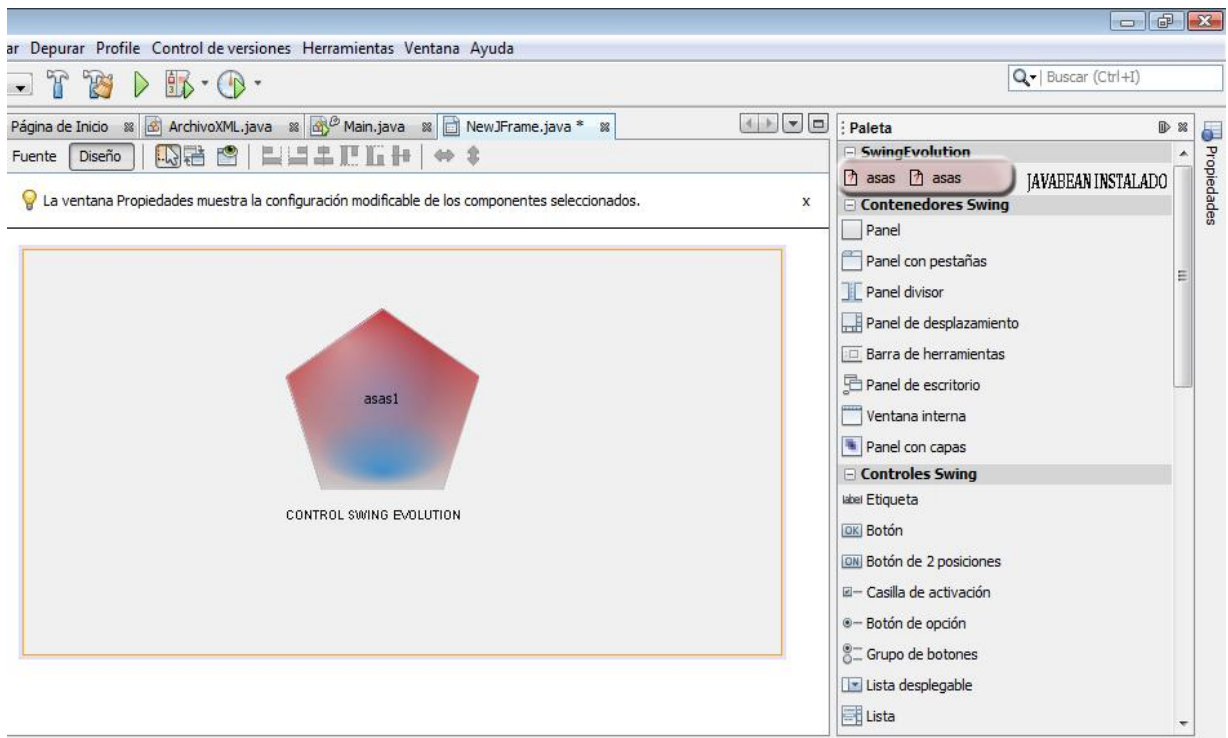 ar Depurar Profile Control de versiones Herramientas Ventana Ayuda
Buscar (Ctrl+I)
Página de Inicio ArchivoXML.java Main.java NewJFrame.java *
Fuente Diseño
La ventana Propiedades muestra la configuración modificable de los componentes seleccionados. x
asas1
CONTROL SWING EVOLUTION
Paleta
SwingEvolution
asas asas JAVABEAN INSTALADO
Contenedores Swing
Panel
Panel con pestañas
Panel divisor
Panel de desplazamiento
Barra de herramientas
Panel de escritorio
Ventana interna
Panel con capas
Controles Swing
label Etiqueta
OK Botón
ON Botón de 2 posiciones
Casilla de activación
Botón de opción
Grupo de botones
Lista desplegable
Lista
Propiedades